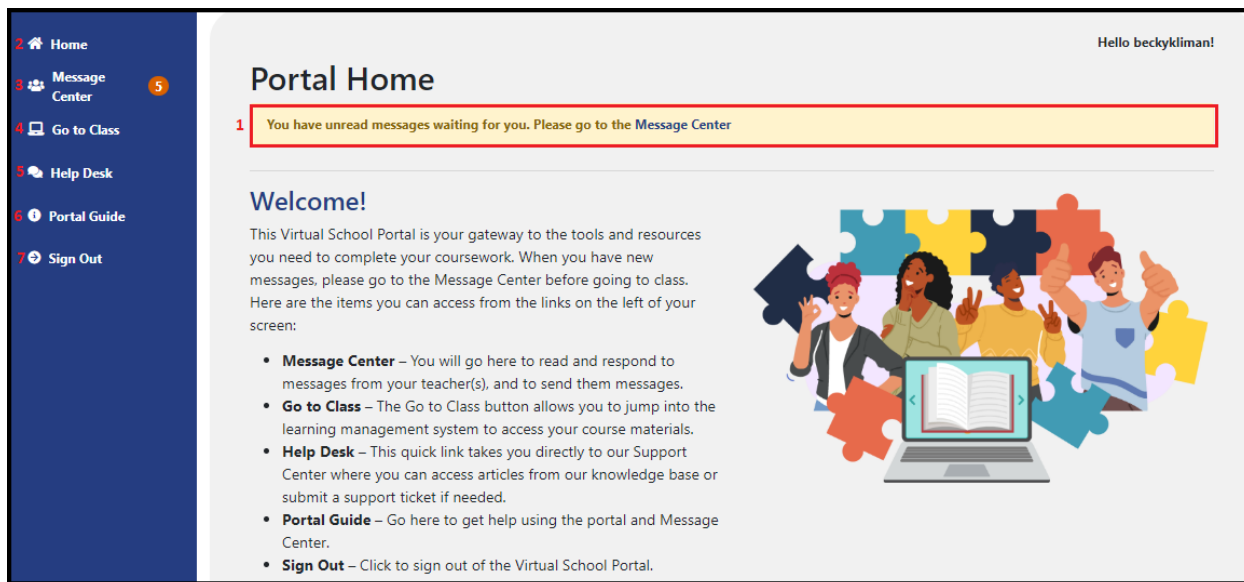 2 Home
3 Message
Center 5
4 Go to Class
5 Help Desk
6 Portal Guide
7 Sign Out
Hello beckykliman!
Portal Home
1 You have unread messages waiting for you. Please go to the Message Center
Welcome!
This Virtual School Portal is your gateway to the tools and resources
you need to complete your coursework. When you have new
messages, please go to the Message Center before going to class.
Here are the items you can access from the links on the left of your
screen:
• Message Center – You will go here to read and respond to
messages from your teacher(s), and to send them messages.
• Go to Class – The Go to Class button allows you to jump into the
learning management system to access your course materials.
• Help Desk – This quick link takes you directly to our Support
Center where you can access articles from our knowledge base or
submit a support ticket if needed.
• Portal Guide – Go here to get help using the portal and Message
Center.
• Sign Out – Click to sign out of the Virtual School Portal.